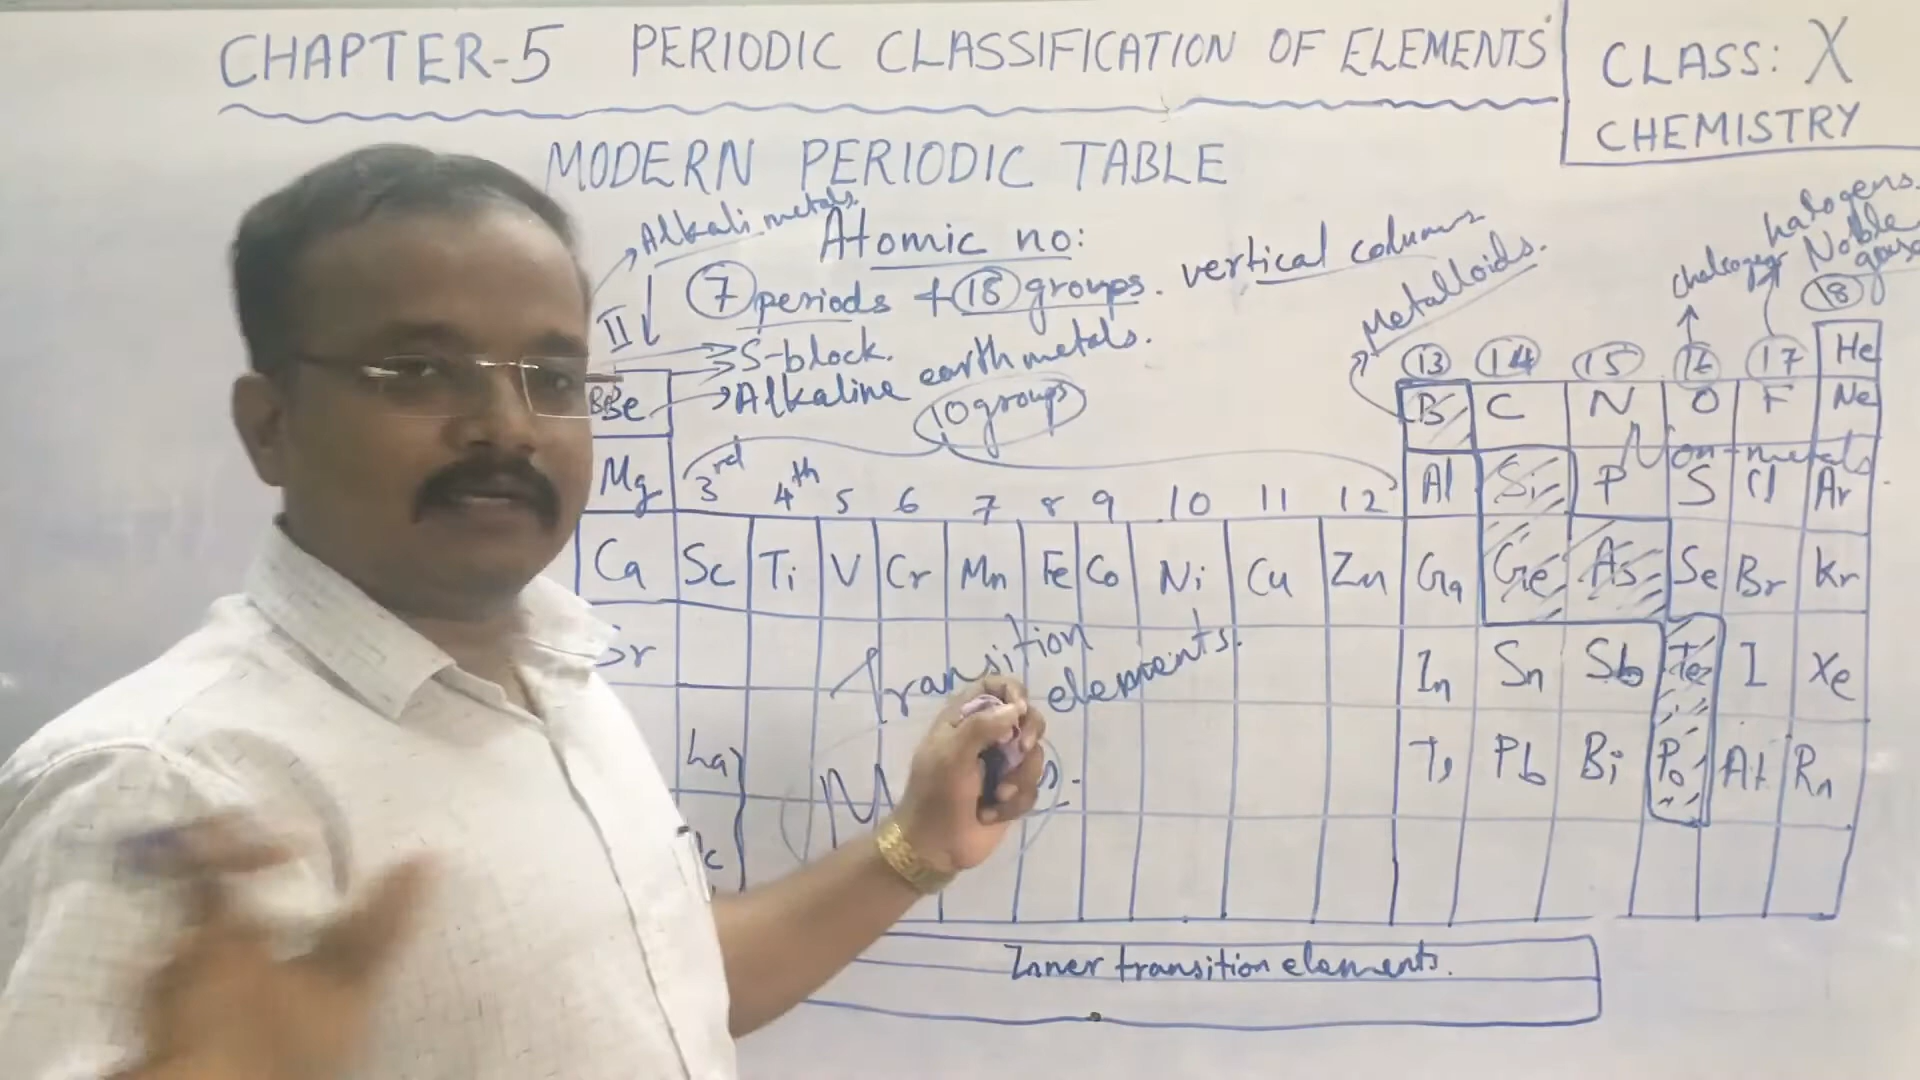 CHAPTER-5 PERIODIC CLASSIFICATION OF ELEMENTS
CLASS: X
CHEMISTRY
MODERN PERIODIC TABLE
Alkali metals
Atomic no:
7 periods + 18 groups. vertical columns
II
S-block.
Alkaline earth metals.
10 groups
Metalloids.
chalcogens
halogens.
Noble gases
18
13 14 15 16 17 He
Be B C N O F Ne
Non-metals
Mg 3rd 4th 5 6 7 8 9 10 11 12 Al Si P S Cl Ar
Ca Sc Ti V Cr Mn Fe Co Ni Cu Zn Ga Ge As Se Br Kr
Sr In Sn Sb Te I Xe
Transition elements.
La Pb Bi Po At Rn
Inner transition elements.